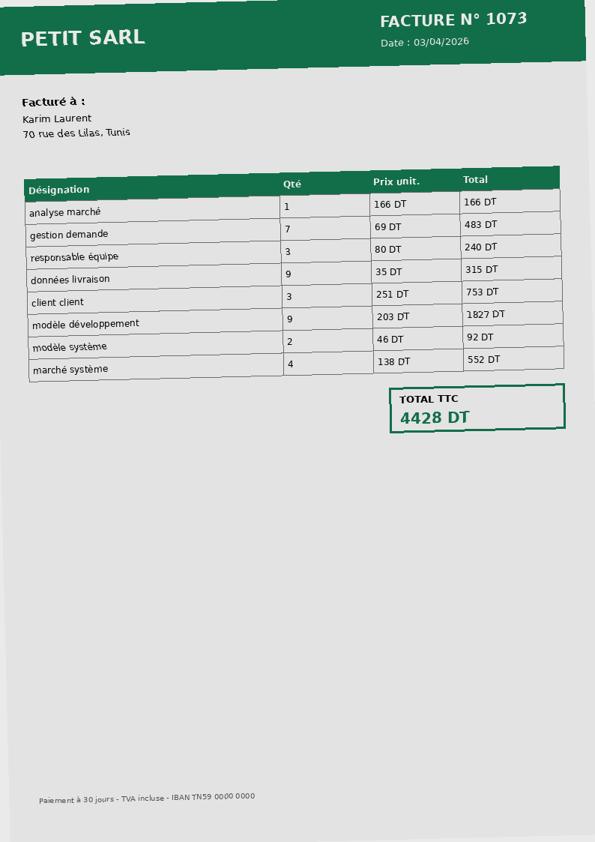 PETIT SARL
FACTURE N° 1073
Date : 03/04/2026
Facturé à :
Karim Laurent
70 rue des Lilas, Tunis
Désignation Qté Prix unit. Total
analyse marché 1 166 DT 166 DT
gestion demande 7 69 DT 483 DT
responsable équipe 3 80 DT 240 DT
données livraison 9 35 DT 315 DT
client client 3 251 DT 753 DT
modèle développement 9 203 DT 1827 DT
modèle système 2 46 DT 92 DT
marché système 4 138 DT 552 DT
TOTAL TTC
4428 DT
Paiement à 30 jours - TVA incluse - IBAN TN59 0000 0000